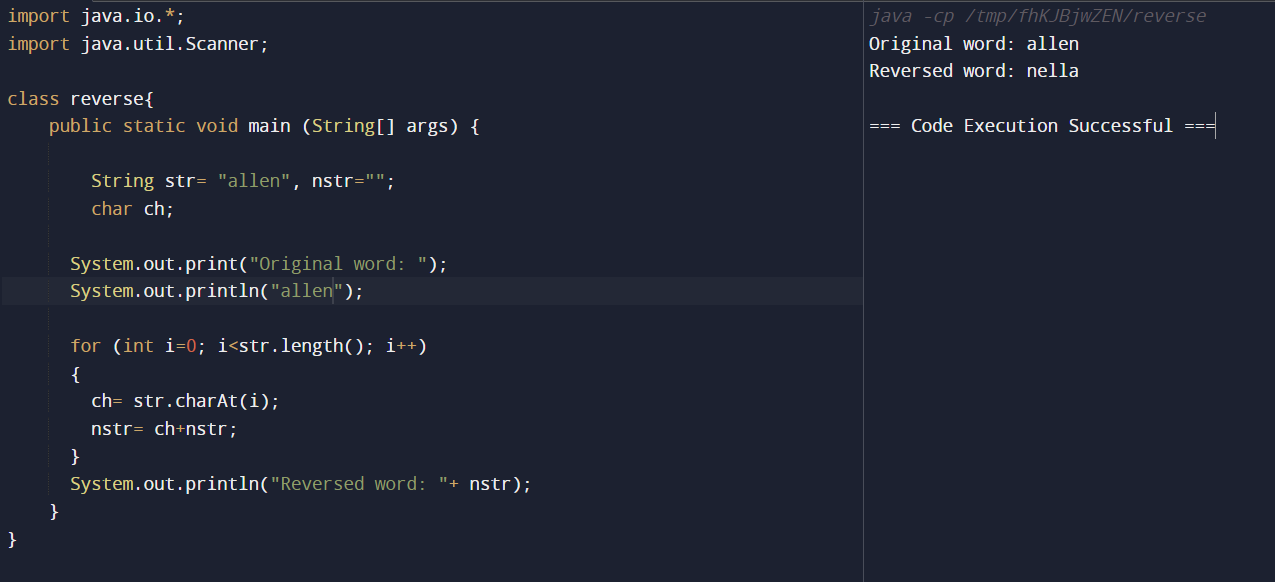 import java.io.*;
import java.util.Scanner;
class reverse{
public static void main (String[] args) {
String str= "allen", nstr="";
char ch;
System.out.print("Original word: ");
System.out.println("allen");
for (int i=0; i<str.length(); i++)
{
ch= str.charAt(i);
nstr= ch+nstr;
}
System.out.println("Reversed word: "+ nstr);
}
}
java -cp /tmp/fhKJBjwZEN/reverse
Original word: allen
Reversed word: nella
=== Code Execution Successful ===